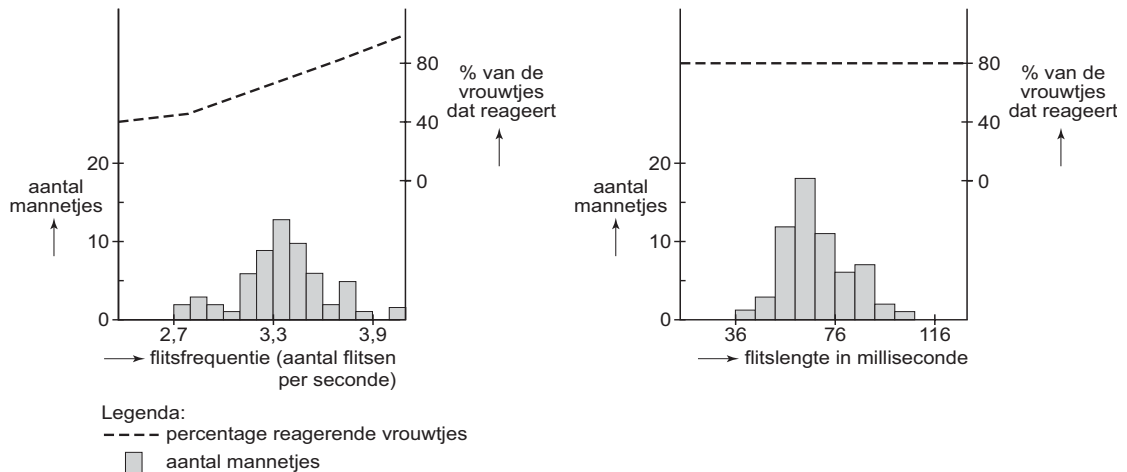 80
40
0
% van de
vrouwtjes
dat reageert
20
10
0
aantal
mannetjes
2,7
3,3
3,9
flitsfrequentie (aantal flitsen
per seconde)
80
40
0
% van de
vrouwtjes
dat reageert
20
10
0
aantal
mannetjes
36
76
116
flitslengte in milliseconde
Legenda:
percentage reagerende vrouwtjes
aantal mannetjes